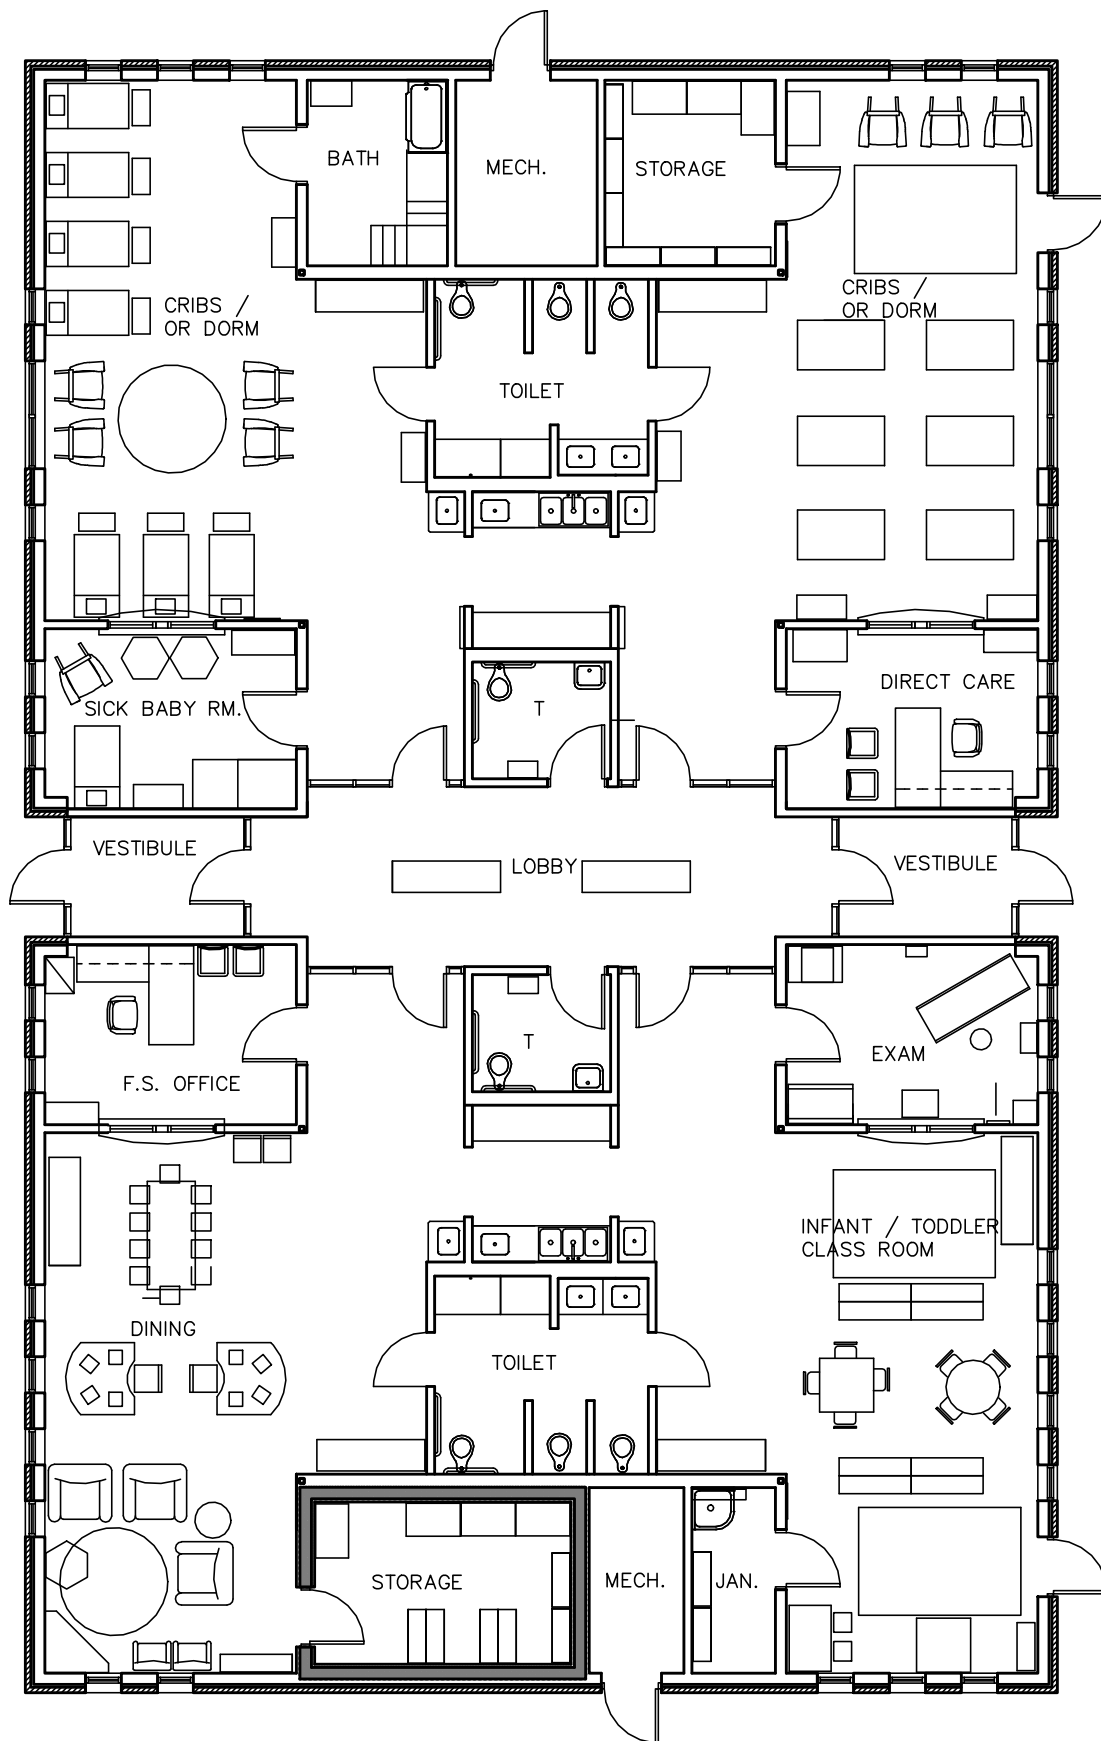 BATH
MECH.
STORAGE
CRIBS /
OR DORM
CRIBS /
OR DORM
TOILET
SICK BABY RM.
T
DIRECT CARE
VESTIBULE
LOBBY
VESTIBULE
F.S. OFFICE
T
EXAM
INFANT / TODDLER
CLASS ROOM
DINING
TOILET
STORAGE
MECH.
JAN.